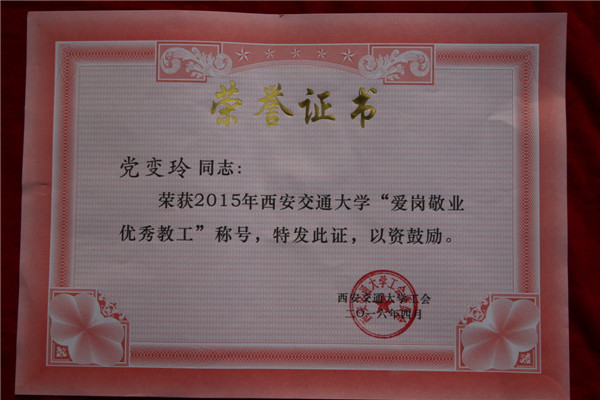 荣誉证书
党变玲 同志：
荣获2015年西安交通大学“爱岗敬业
优秀教工”称号，特发此证，以资鼓励。
西安交通大学工会
二〇一六年四月